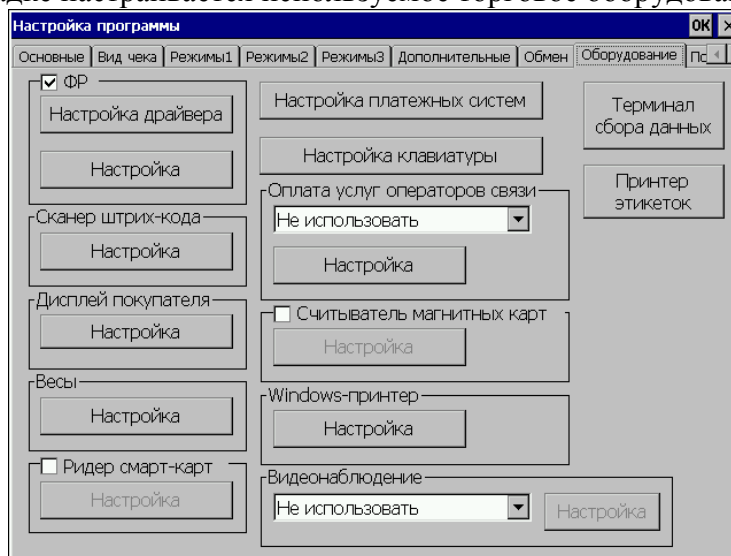 настраивается используемое торговое
Настройка программы OK ×
Основные Вид чека Режимы1 Режимы2 Режимы3 Дополнительные Обмен Оборудование
ФР
Настройка драйвера
Настройка
Сканер штрих-кода
Настройка
Дисплей покупателя
Настройка
Весы
Настройка
Ридер смарт-карт
Настройка
Настройка платежных систем
Настройка клавиатуры
Оплата услуг операторов связи
Не использовать
Настройка
Считыватель магнитных карт
Настройка
Windows-принтер
Настройка
Видеонаблюдение
Не использовать
Настройка
Терминал
сбора данных
Принтер
этикеток